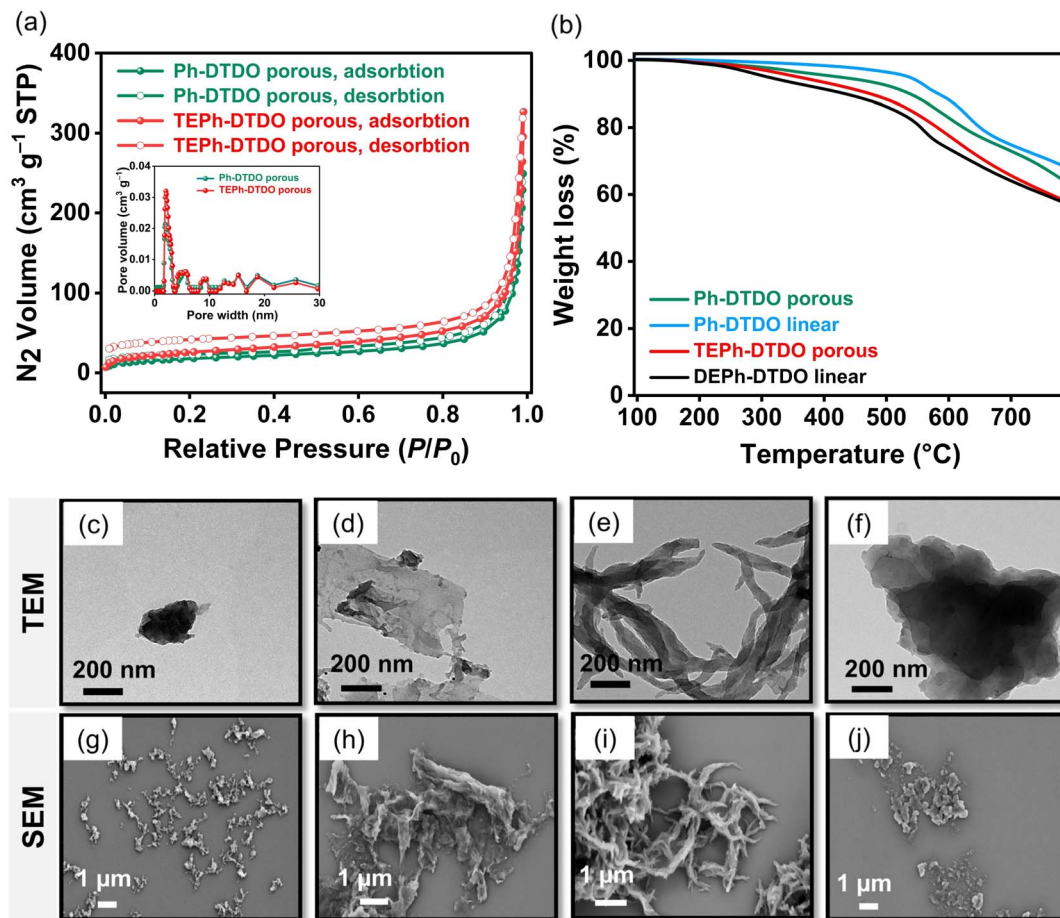 (a)
N2 Volume (cm³ g⁻¹ STP)
400
300
200
100
0
Ph-DTDO porous, adsorbtion
Ph-DTDO porous, desorbtion
TEPh-DTDO porous, adsorbtion
TEPh-DTDO porous, desorbtion
Pore volume (cm³ g⁻¹)
0.04
0.03
0.02
0.01
0.00
Ph-DTDO porous
TEPh-DTDO porous
0 10 20 30
Pore width (nm)
0.0 0.2 0.4 0.6 0.8 1.0
Relative Pressure (P/P₀)
(b)
Weight loss (%)
100
80
60
40
20
0
Ph-DTDO porous
Ph-DTDO linear
TEPh-DTDO porous
DEPh-DTDO linear
100 200 300 400 500 600 700
Temperature (°C)
TEM
(c)
200 nm
(d)
200 nm
(e)
200 nm
(f)
200 nm
SEM
(g)
1 μm
(h)
1 μm
(i)
1 μm
(j)
1 μm